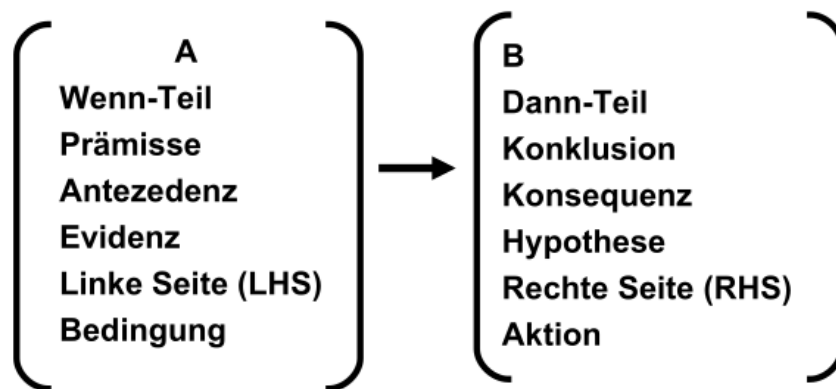 A
Wenn-Teil
Prämisse
Antezedenz
Evidenz
Linke Seite (LHS)
Bedingung
B
Dann-Teil
Konklusion
Konsequenz
Hypothese
Rechte Seite (RHS)
Aktion